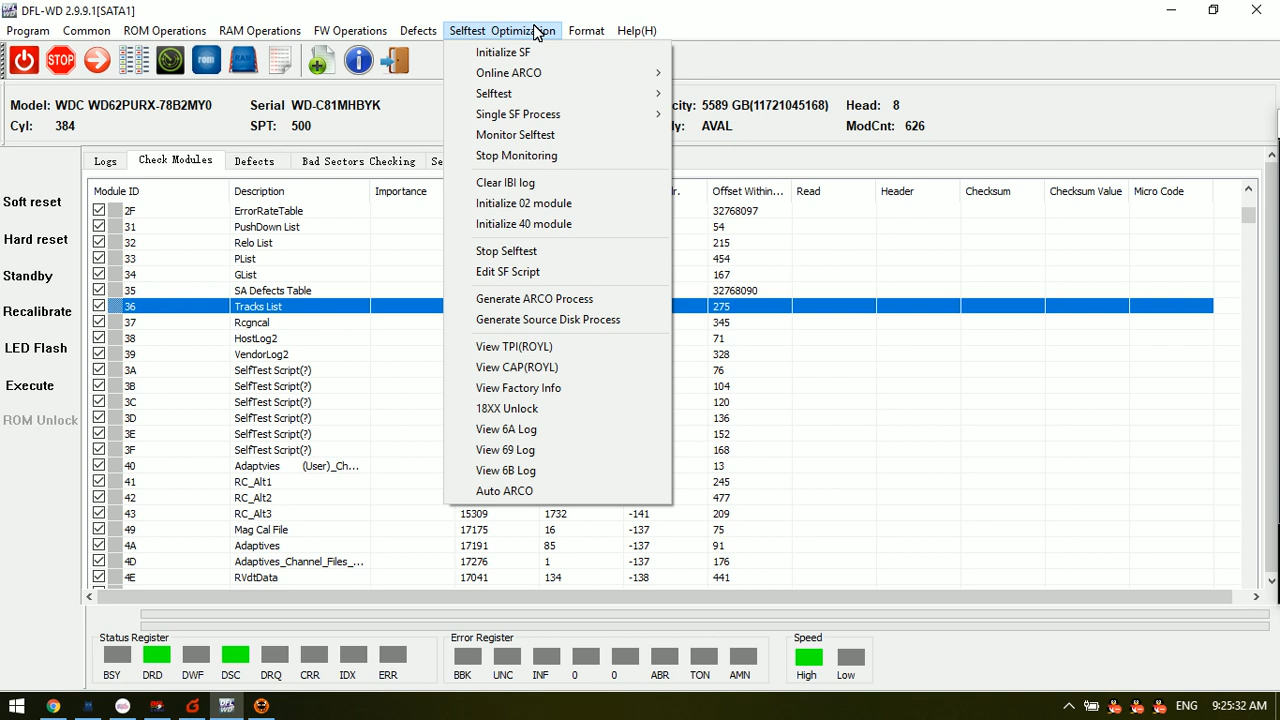 DFL-WD 2.9.9.1[SATA1]
Program Common ROM Operations RAM Operations FW Operations Defects Selftest Optimization Format Help(H)
STOP rom
Model: WDC WD62PURX-78B2MY0 Serial WD-C81MHBYK city: 5589 GB(11721045168) Head: 8
Cyl: 384 SPT: 500 ly: AVAL ModCnt: 626
Initialize SF
Online ARCO
Selftest
Single SF Process
Monitor Selftest
Stop Monitoring
Clear IBI log
Initialize 02 module
Initialize 40 module
Stop Selftest
Edit SF Script
Generate ARCO Process
Generate Source Disk Process
View TPI(ROYL)
View CAP(ROYL)
View Factory Info
18XX Unlock
View 6A Log
View 69 Log
View 6B Log
Auto ARCO
Soft reset
Hard reset
Standby
Recalibrate
LED Flash
Execute
ROM Unlock
Logs Check Modules Defects Bad Sectors Checking Se
Module ID Description Importance r. Offset Within... Read Header Checksum Checksum Value Micro Code
2F ErrorRateTable 32768097
31 PushDown List 54
32 Relo List 215
33 PList 454
34 GList 167
35 SA Defects Table 32768090
36 Tracks List 275
37 Rcgncal 345
38 HostLog2 71
39 VendorLog2 328
3A SelfTest Script(?) 76
3B SelfTest Script(?) 104
3C SelfTest Script(?) 120
3D SelfTest Script(?) 136
3E SelfTest Script(?) 152
3F SelfTest Script(?) 168
40 Adaptvies (User)_Ch... 13
41 RC_Alt1 245
42 RC_Alt2 477
43 RC_Alt3 15309 1732 -141 209
49 Mag Cal File 17175 16 -137 75
4A Adaptives 17191 85 -137 91
4D Adaptives_Channel_Files_... 17276 1 -137 176
4E RVdtData 17041 134 -138 441
Status Register Error Register Speed
BSY DRD DWF DSC DRQ CRR IDX ERR BBK UNC INF 0 0 ABR TON AMN High Low
DFL WD
ENG 9:25:32 AM